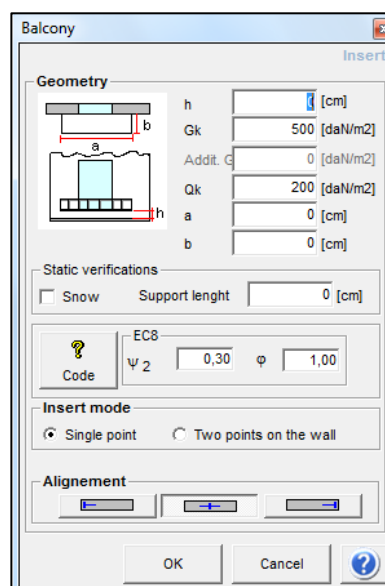 Balcony
Insert
Geometry
h 0 [cm]
Gk 500 [daN/m2]
Addit. G 0 [daN/m2]
Qk 200 [daN/m2]
a 0 [cm]
b 0 [cm]
b
a
h
Static verifications
Snow Support lenght 0 [cm]
? Code
EC8
Ψ 2 0,30 φ 1,00
Insert mode
Single point Two points on the wall
Alignement
OK Cancel ?